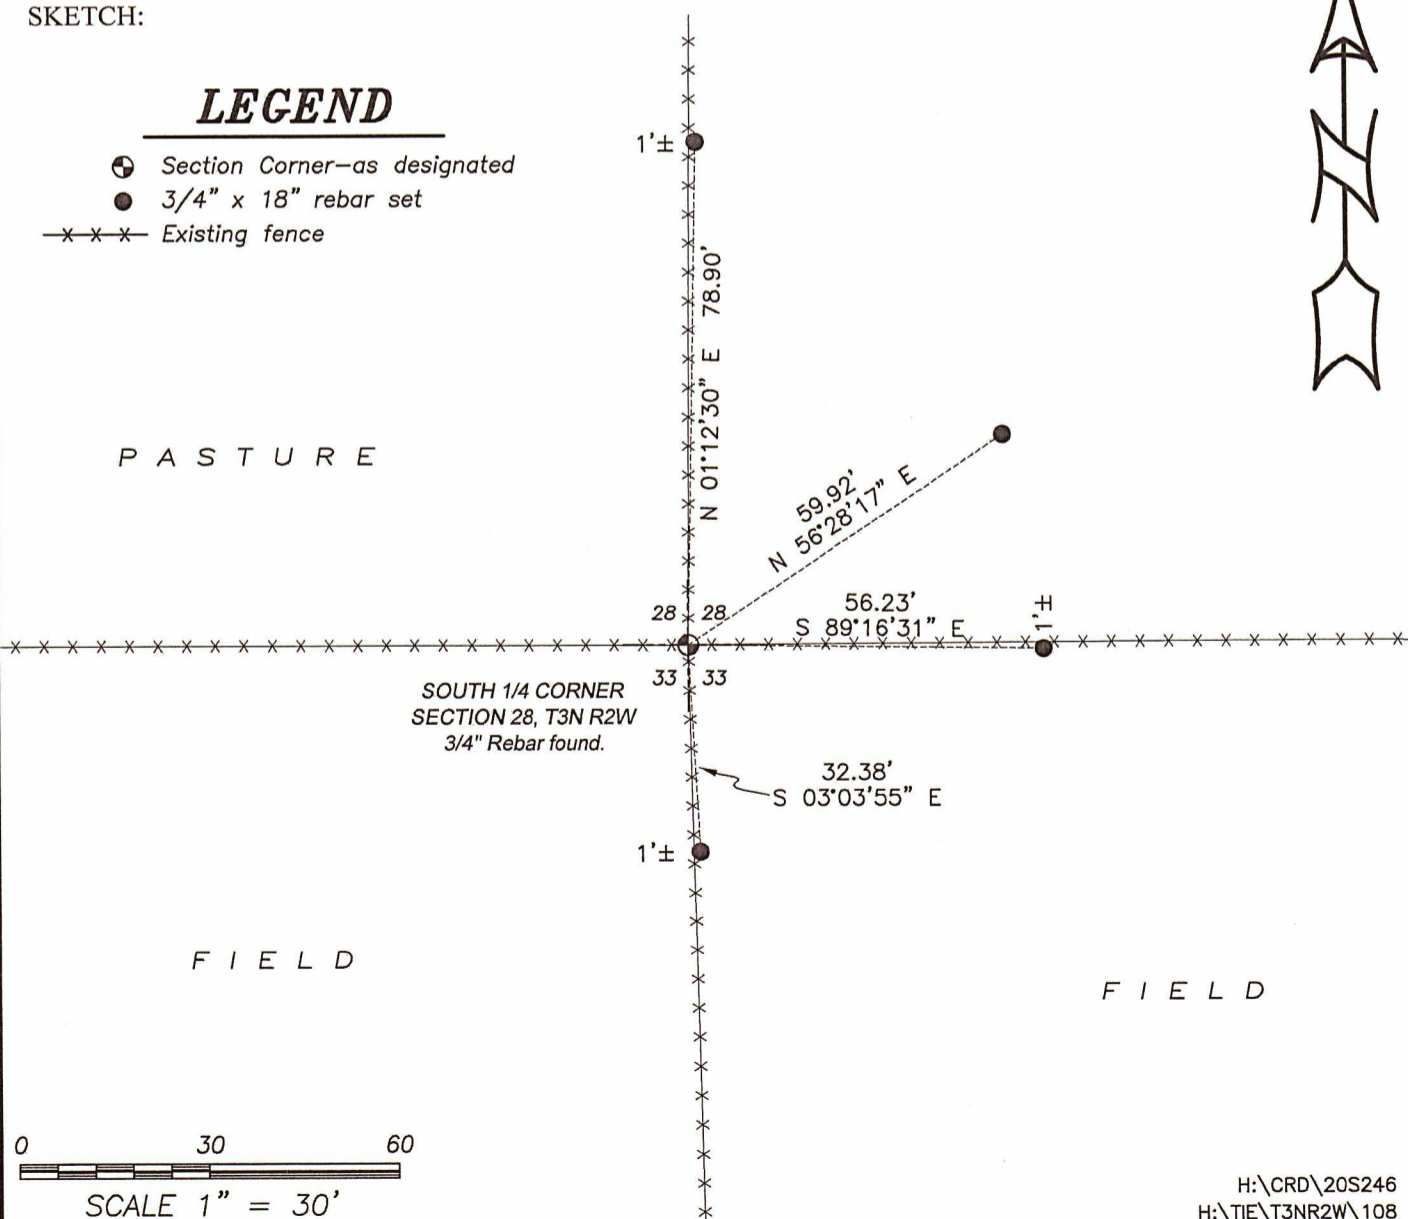 SKETCH:
LEGEND
Section Corner-as designated
3/4" x 18" rebar set
-x-x-x- Existing fence
1'±
N 01°12'30" E 78.90'
PASTURE
59.92'
N 56°28'17" E
28 28
56.23'
S 89°16'31" E
1'±
33 33
SOUTH 1/4 CORNER
SECTION 28, T3N R2W
3/4" Rebar found.
32.38'
S 03°03'55" E
1'±
FIELD
FIELD
0 30 60
SCALE 1" = 30'
H:\CRD\20S246
H:\TIE\T3NR2W\108